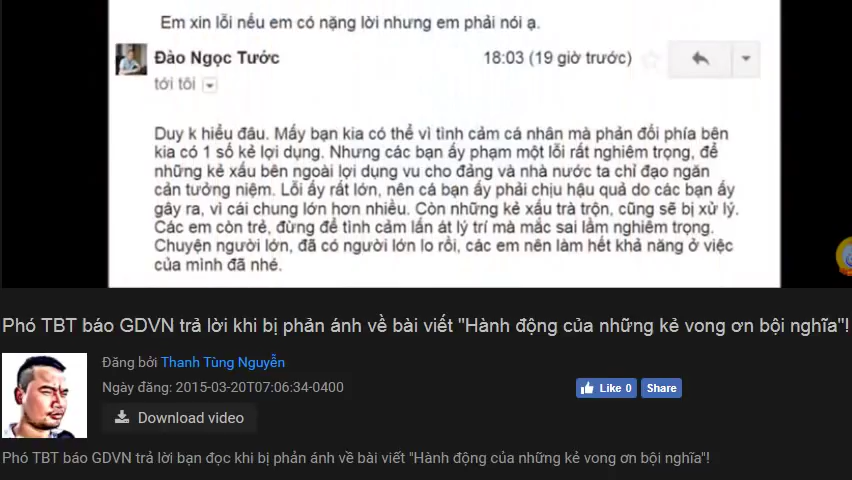 Em xin lỗi nếu em có nặng lời nhưng em phải nói ạ.
Đào Ngọc Tước
18:03 (19 giờ trước)
tới tôi
Duy k hiểu đâu. Mấy bạn kia có thể vì tình cảm cá nhân mà phản đối phía bên
kia có 1 số kẻ lợi dụng. Nhưng các bạn ấy phạm một lỗi rất nghiêm trọng, để
những kẻ xấu bên ngoài lợi dụng vu cho đảng và nhà nước ta chỉ đạo ngăn
cản tưởng niệm. Lỗi ấy rất lớn, nên cá bạn ấy phải chịu hậu quả do các bạn ấy
gây ra, vì cái chung lớn hơn nhiều. Còn những kẻ xấu trà trộn, cũng sẽ bị xử lý.
Các em còn trẻ, đừng để tình cảm lấn át lý trí mà mắc sai lầm nghiêm trọng.
Chuyện người lớn, đã có người lớn lo rồi, các em nên làm hết khả năng ở việc
của mình đã nhé.
Phó TBT báo GDVN trả lời khi bị phản ánh về bài viết "Hành động của những kẻ vong ơn bội nghĩa"!
Đăng bởi Thanh Tùng Nguyễn
Ngày đăng: 2015-03-20T07:06:34-0400
Like 0
Share
Download video
Phó TBT báo GDVN trả lời bạn đọc khi bị phản ánh về bài viết "Hành động của những kẻ vong ơn bội nghĩa"!